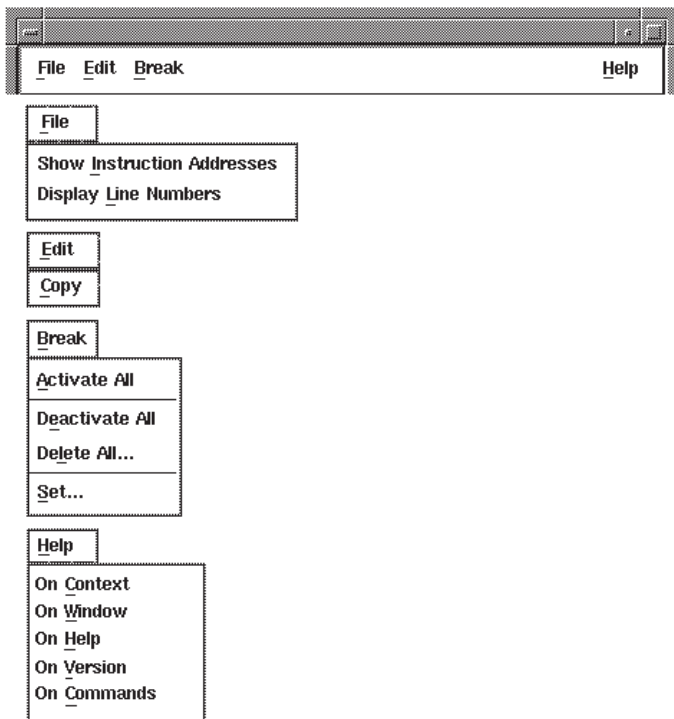 File Edit Break Help
File
Show Instruction Addresses
Display Line Numbers
Edit
Copy
Break
Activate All
Deactivate All
Delete All...
Set...
Help
On Context
On Window
On Help
On Version
On Commands